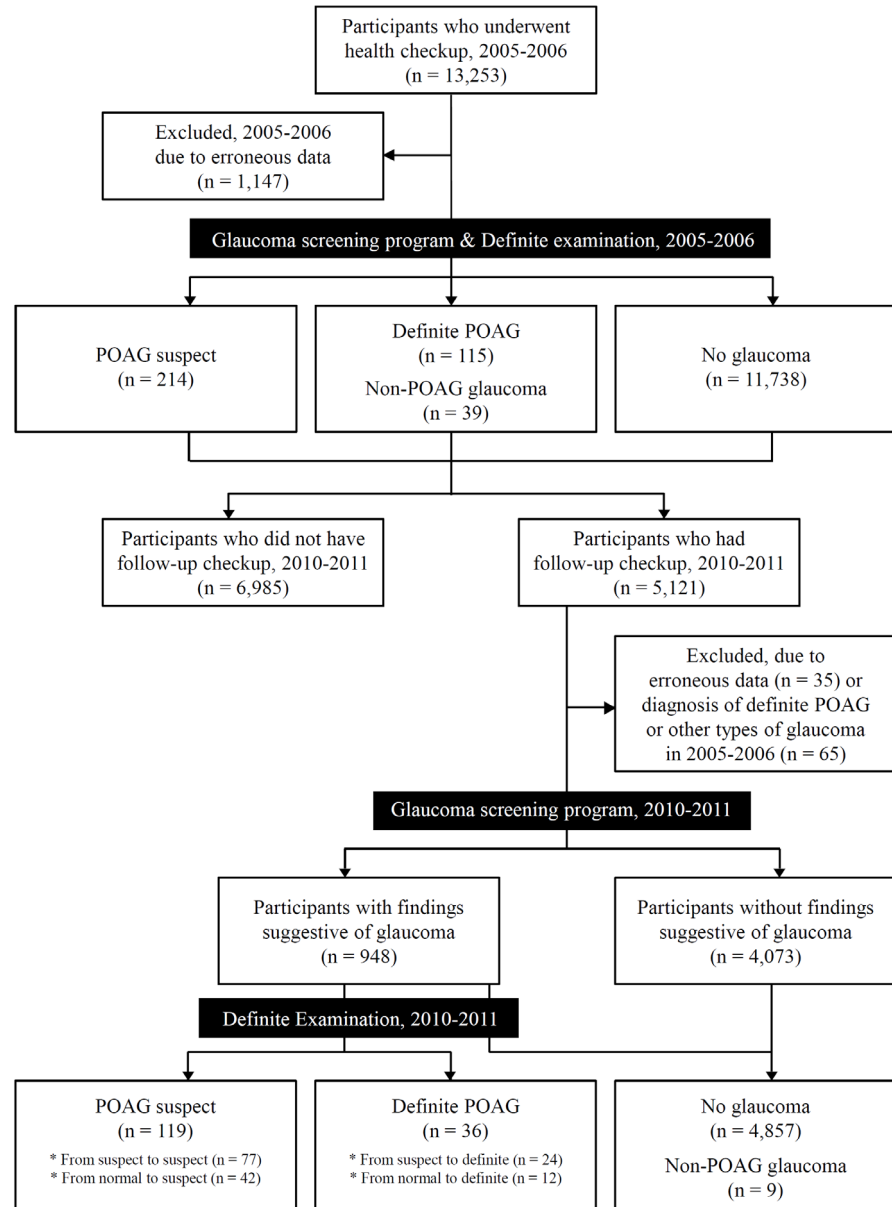 Participants who underwent
health checkup, 2005-2006
(n = 13,253)
Excluded, 2005-2006
due to erroneous data
(n = 1,147)
Glaucoma screening program & Definite examination, 2005-2006
POAG suspect
(n = 214)
Definite POAG
(n = 115)
Non-POAG glaucoma
(n = 39)
No glaucoma
(n = 11,738)
Participants who did not have
follow-up checkup, 2010-2011
(n = 6,985)
Participants who had
follow-up checkup, 2010-2011
(n = 5,121)
Excluded, due to
erroneous data (n = 35) or
diagnosis of definite POAG
or other types of glaucoma
in 2005-2006 (n = 65)
Glaucoma screening program, 2010-2011
Participants with findings
suggestive of glaucoma
(n = 948)
Participants without findings
suggestive of glaucoma
(n = 4,073)
Definite Examination, 2010-2011
POAG suspect
(n = 119)
* From suspect to suspect (n = 77)
* From normal to suspect (n = 42)
Definite POAG
(n = 36)
* From suspect to definite (n = 24)
* From normal to definite (n = 12)
No glaucoma
(n = 4,857)
Non-POAG glaucoma
(n = 9)